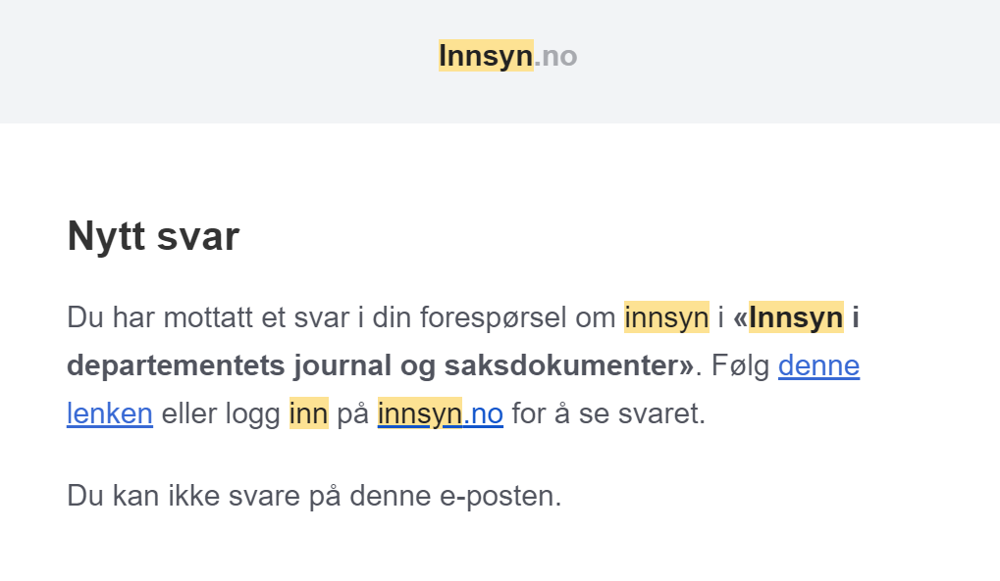 Innsyn.no
Nytt svar
Du har mottatt et svar i din forespørsel om innsyn i «Innsyn i
departementets journal og saksdokumenter». Følg denne
lenken eller logg inn på innsyn.no for å se svaret.
Du kan ikke svare på denne e-posten.